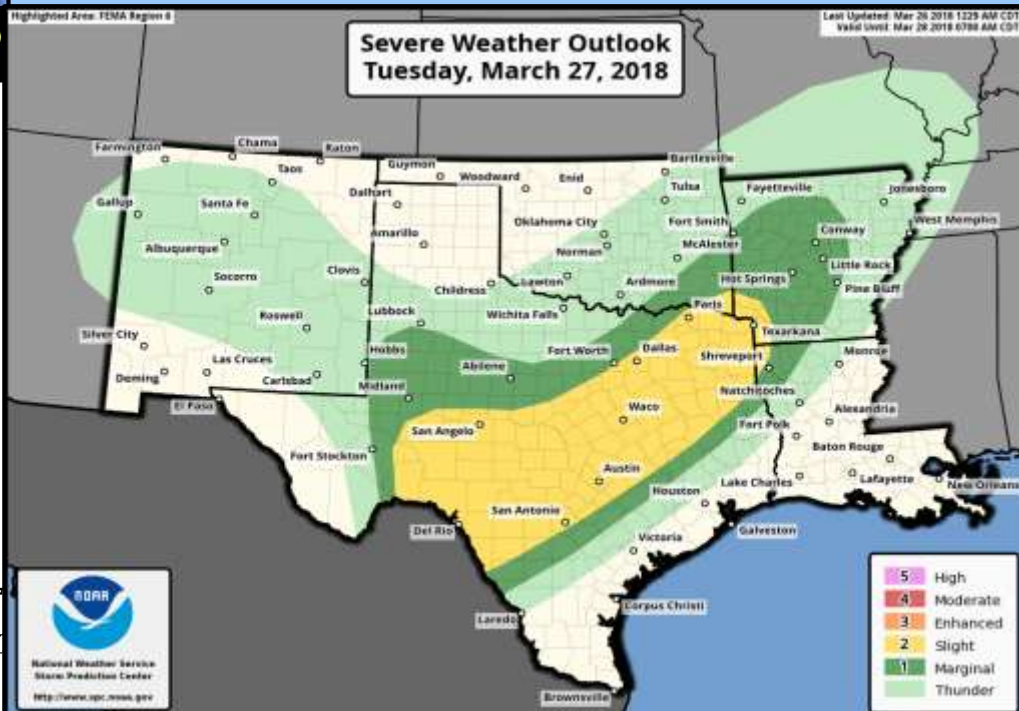 Highlighted Area: FEMA Region 6
Last Updated: Mar 26 2018 1229 AM CDT
Valid Until: Mar 28 2018 0700 AM CDT
Severe Weather Outlook
Tuesday, March 27, 2018
Farmington
Chama
Raton
Guymon
Bartlesville
Taos
Woodward
Enid
Dalhart
Tulsa
Fayetteville
Jonesboro
Gallup
Santa Fe
Oklahoma City
Fort Smith
West Memphis
Albuquerque
Amarillo
Norman
McAlester
Conway
Socorro
Clovis
Childress
Lawton
Ardmore
Hot Springs
Little Rock
Pine Bluff
Roswell
Lubbock
Wichita Falls
Paris
Texarkana
Silver City
Hobbs
Fort Worth
Dallas
Shreveport
Monroe
Deming
Las Cruces
Carlsbad
Midland
Abilene
Natchitoches
El Paso
San Angelo
Waco
Fort Polk
Alexandria
Fort Stockton
Baton Rouge
Austin
Lake Charles
Lafayette
New Orleans
Houston
Del Rio
San Antonio
Galveston
Victoria
Laredo
Corpus Christi
Brownsville
NOAA
National Weather Service
Storm Prediction Center
http://www.spc.noaa.gov
5 High
4 Moderate
3 Enhanced
2 Slight
1 Marginal
Thunder